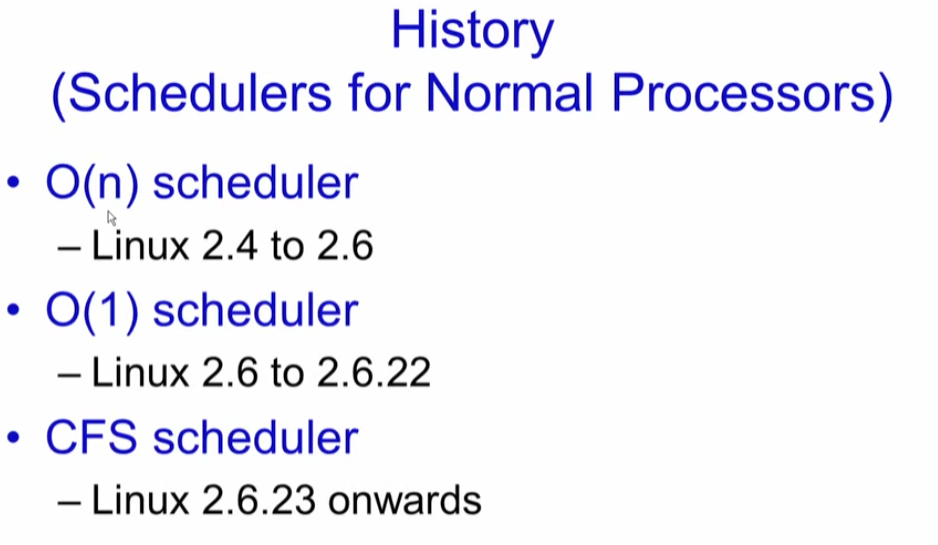 History
(Schedulers for Normal Processors)
• O(n) scheduler
– Linux 2.4 to 2.6
• O(1) scheduler
– Linux 2.6 to 2.6.22
• CFS scheduler
– Linux 2.6.23 onwards